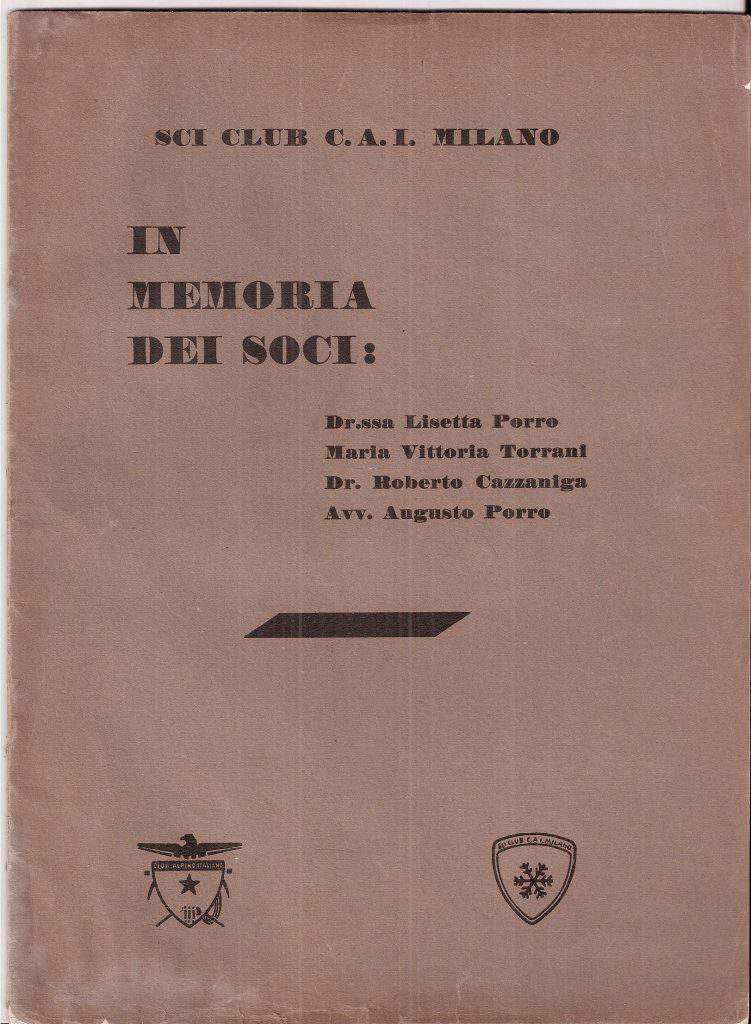 SCI CLUB C.A.I. MILANO
IN
MEMORIA
DEI SOCI:
Dr.ssa Lisetta Porro
Maria Vittoria Torrani
Dr. Roberto Cazzaniga
Avv. Augusto Porro
CLUB ALPINO ITALIANO
SCI CLUB C.A.I. MILANO